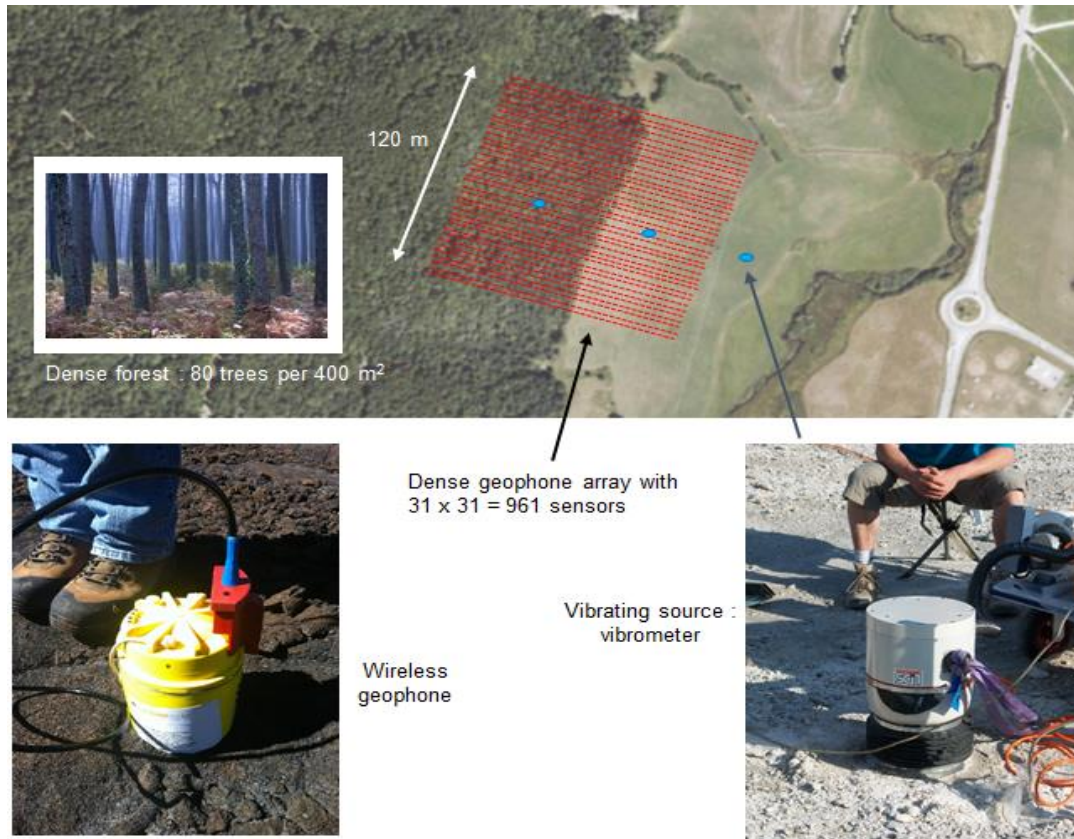 120 m
Dense forest : 80 trees per 400 m²
Dense geophone array with
31 x 31 = 961 sensors
Vibrating source :
vibrometer
Wireless
geophone